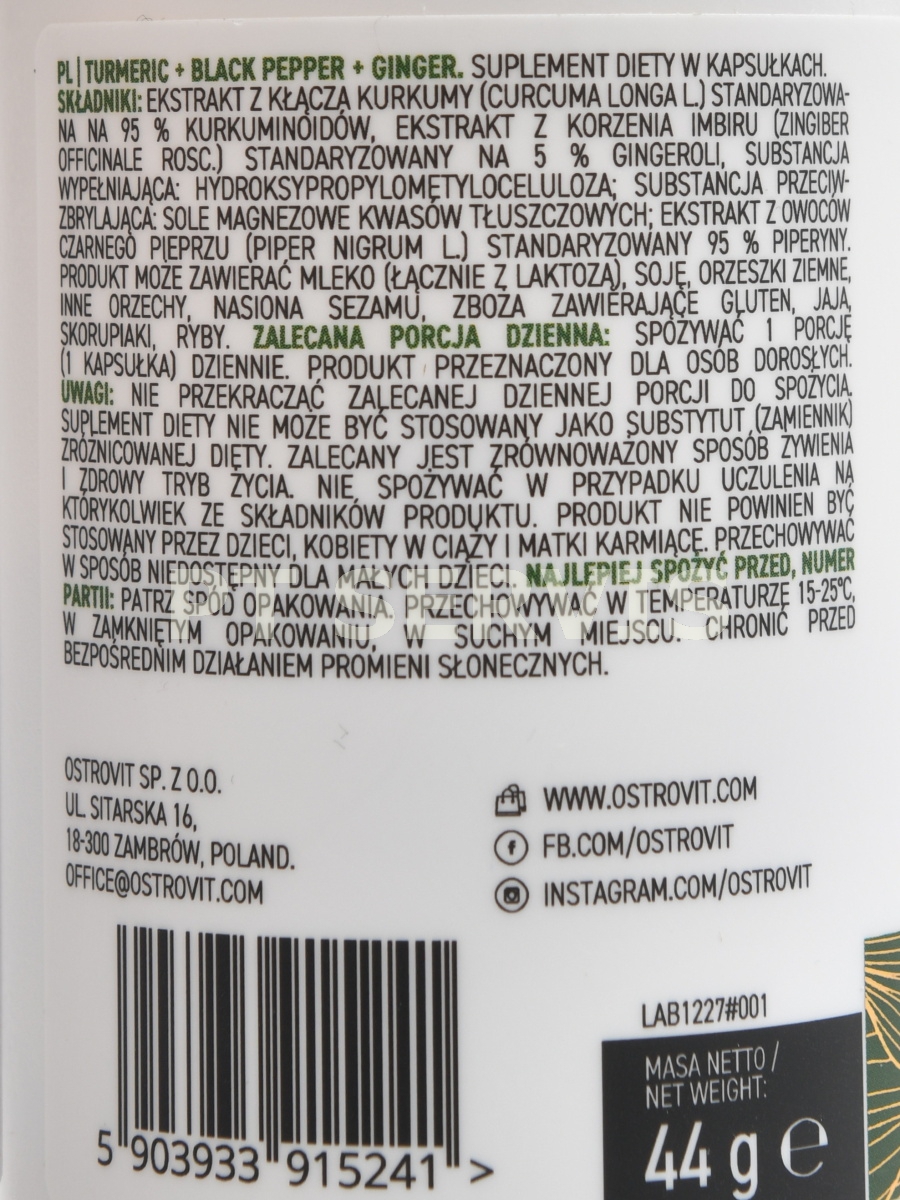 PL | TURMERIC + BLACK PEPPER + GINGER. SUPLEMENT DIETY W KAPSUŁKACH.
SKŁADNIKI: EKSTRAKT Z KŁĄCZA KURKUMY (CURCUMA LONGA L.) STANDARYZOWA-
NA NA 95 % KURKUMINOIDÓW, EKSTRAKT Z KORZENIA IMBIRU (ZINGIBER
OFFICINALE ROSC.) STANDARYZOWANY NA 5 % GINGEROLI, SUBSTANCJA
WYPEŁNIAJĄCA: HYDROKSYPROPYLOMETYLOCELULOZA; SUBSTANCJA PRZECIW-
ZBRYLAJĄCA: SOLE MAGNEZOWE KWASÓW TŁUSZCZOWYCH; EKSTRAKT Z OWOCÓW
CZARNEGO PIEPRZU (PIPER NIGRUM L.) STANDARYZOWANY 95 % PIPERYNY.
PRODUKT MOŻE ZAWIERAĆ MLEKO (ŁĄCZNIE Z LAKTOZĄ), SOJĘ, ORZESZKI ZIEMNE,
INNE ORZECHY, NASIONA SEZAMU, ZBOŻA ZAWIERAJĄCE GLUTEN, JAJA,
SKORUPIAKI, RYBY. ZALECANA PORCJA DZIENNA: SPOŻYWAĆ 1 PORCJĘ
(1 KAPSUŁKA) DZIENNIE. PRODUKT PRZEZNACZONY DLA OSÓB DOROSŁYCH.
UWAGI: NIE PRZEKRACZAĆ ZALECANEJ DZIENNEJ PORCJI DO SPOŻYCIA.
SUPLEMENT DIETY NIE MOŻE BYĆ STOSOWANY JAKO SUBSTYTUT (ZAMIENNIK)
ZRÓŻNICOWANEJ DIETY. ZALECANY JEST ZRÓWNOWAŻONY SPOSÓB ŻYWIENIA
I ZDROWY TRYB ŻYCIA. NIE SPOŻYWAĆ W PRZYPADKU UCZULENIA NA
KTÓRYKOLWIEK ZE SKŁADNIKÓW PRODUKTU. PRODUKT NIE POWINIEN BYĆ
STOSOWANY PRZEZ DZIECI, KOBIETY W CIĄŻY I MATKI KARMIĄCE. PRZECHOWYWAĆ
W SPOSÓB NIEDOSTĘPNY DLA MAŁYCH DZIECI. NAJLEPIEJ SPOŻYĆ PRZED, NUMER
PARTII: PATRZ SPÓD OPAKOWANIA. PRZECHOWYWAĆ W TEMPERATURZE 15-25°C,
W ZAMKNIĘTYM OPAKOWANIU, W SUCHYM MIEJSCU. CHRONIĆ PRZED
BEZPOŚREDNIM DZIAŁANIEM PROMIENI SŁONECZNYCH.
OSTROVIT SP. Z O.O.
UL. SITARSKA 16,
18-300 ZAMBRÓW, POLAND.
OFFICE@OSTROVIT.COM
WWW.OSTROVIT.COM
FB.COM/OSTROVIT
INSTAGRAM.COM/OSTROVIT
LAB1227#001
MASA NETTO /
NET WEIGHT:
44 g ℮
5 903933 915241 >